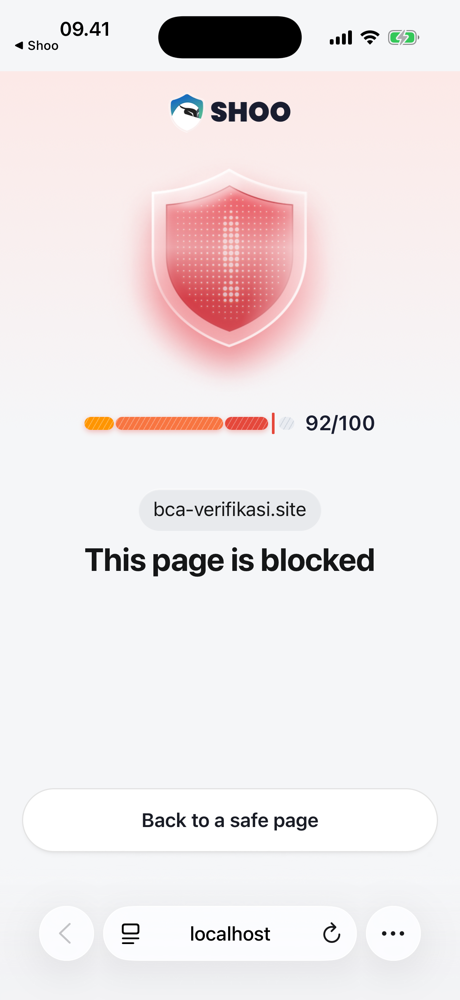 09.41
◀ Shoo
SHOO
92/100
bca-verifikasi.site
This page is blocked
Back to a safe page
localhost